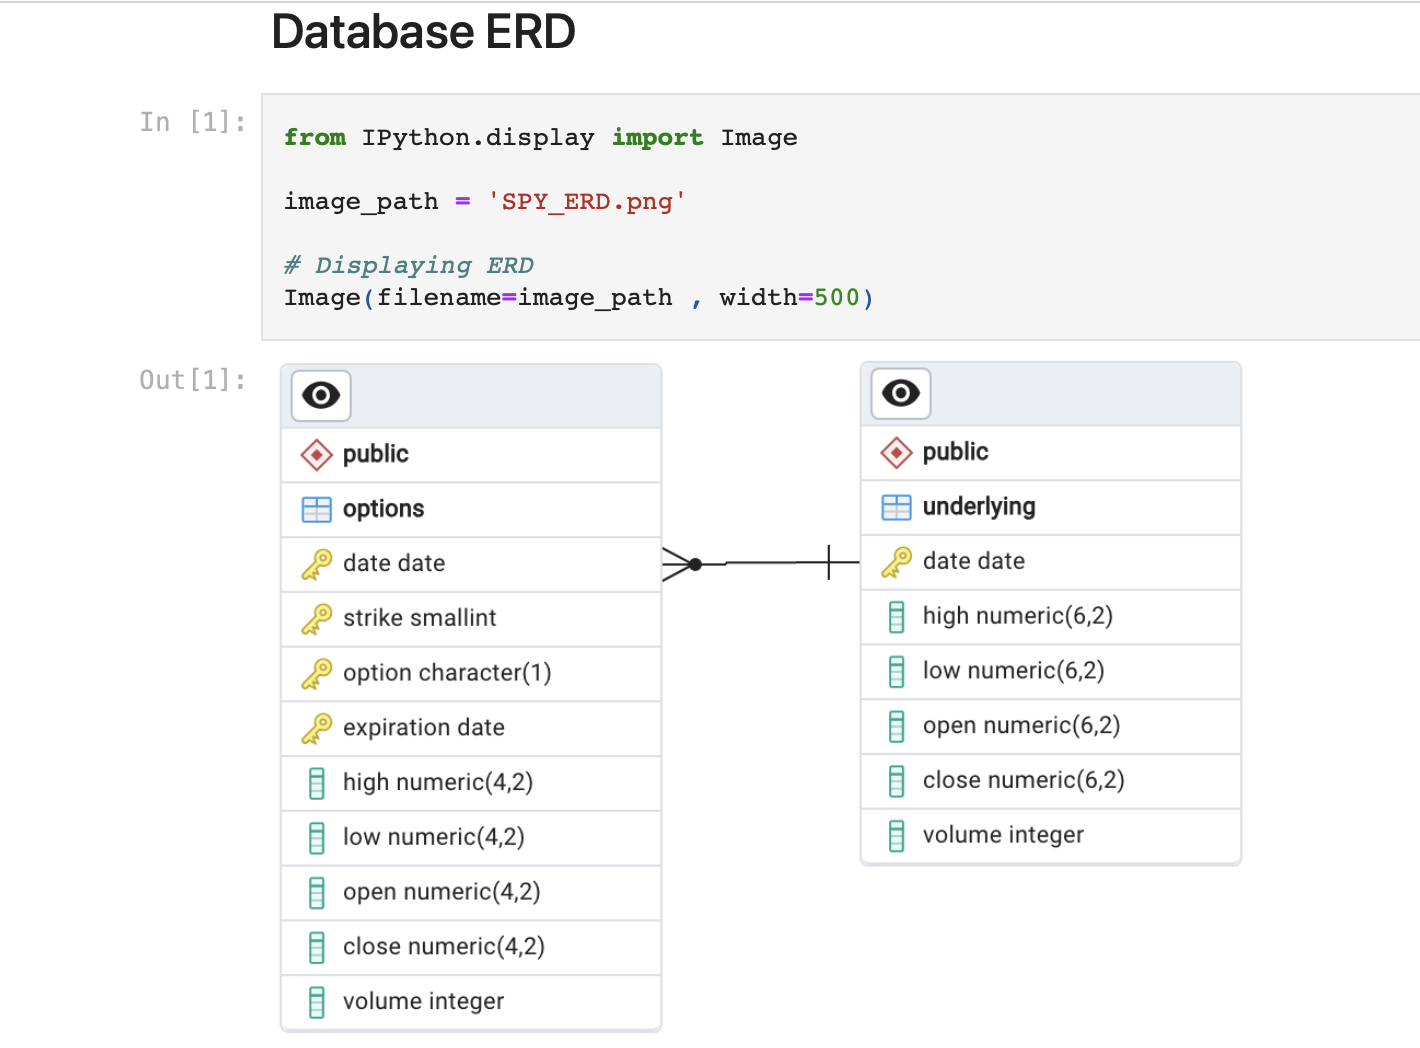 Database ERD
In [1]:
from IPython.display import Image
image_path = 'SPY_ERD.png'
# Displaying ERD
Image(filename=image_path , width=500)
Out[1]:
public
options
date date
strike smallint
option character(1)
expiration date
high numeric(4,2)
low numeric(4,2)
open numeric(4,2)
close numeric(4,2)
volume integer
public
underlying
date date
high numeric(6,2)
low numeric(6,2)
open numeric(6,2)
close numeric(6,2)
volume integer